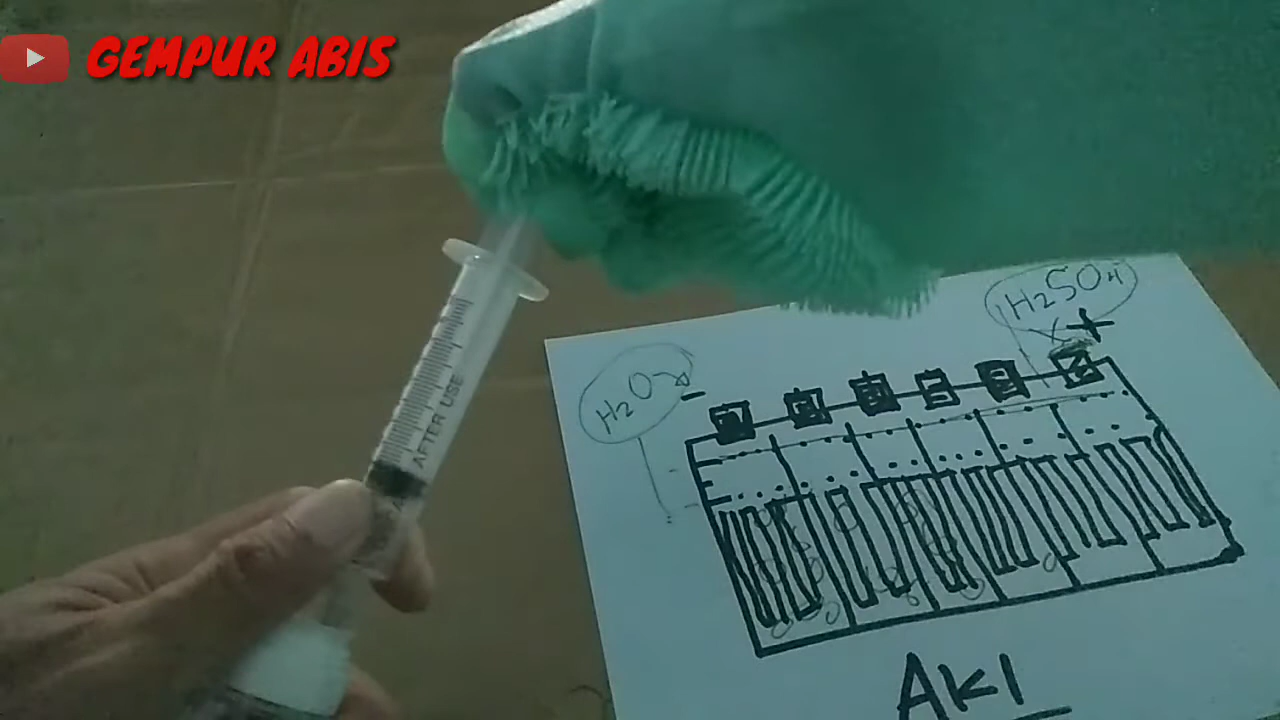 GEMPUR ABIS
AFTER USE
H2SO4
H2O
AKI